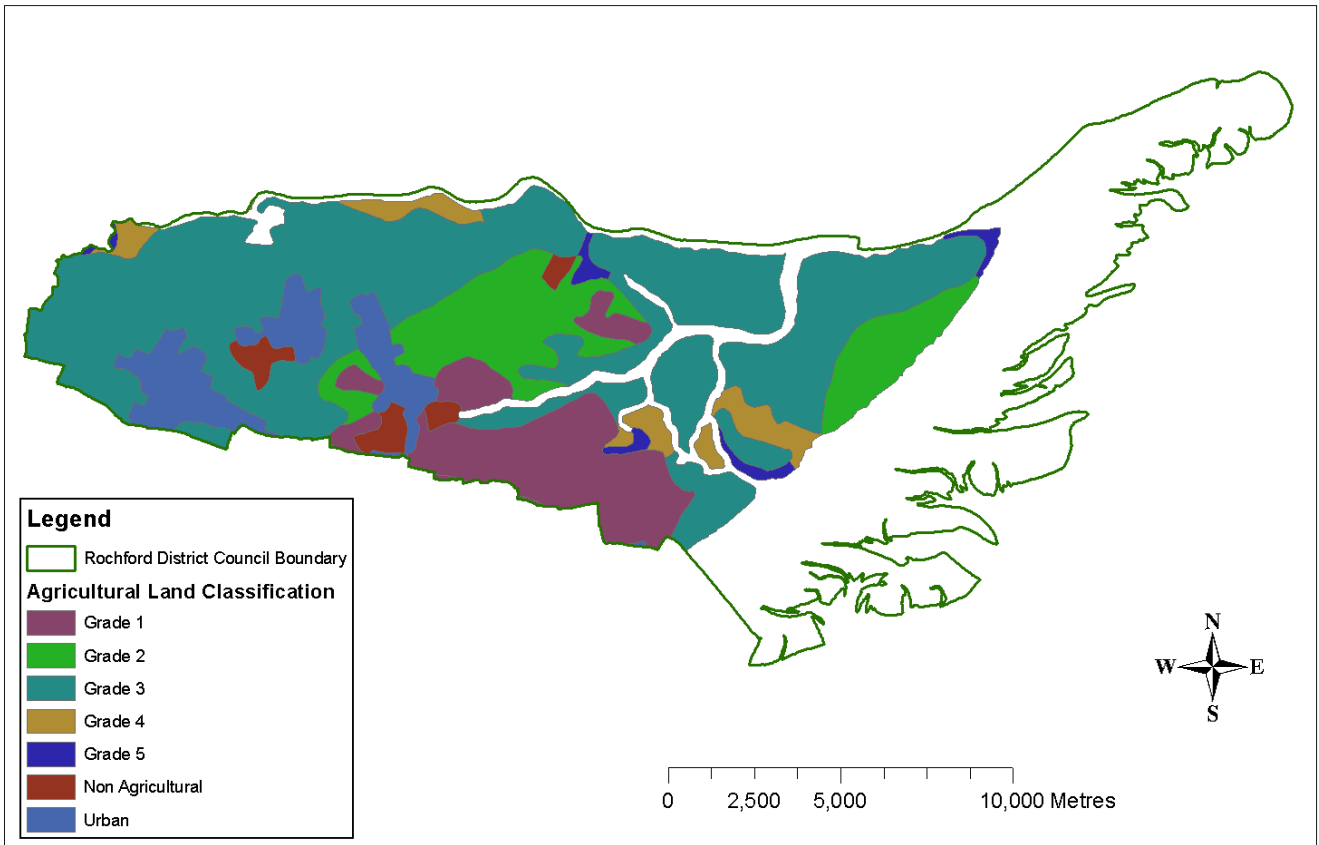 Legend
Rochford District Council Boundary
Agricultural Land Classification
Grade 1
Grade 2
Grade 3
Grade 4
Grade 5
Non Agricultural
Urban
N
W E
S
0 2,500 5,000 10,000 Metres